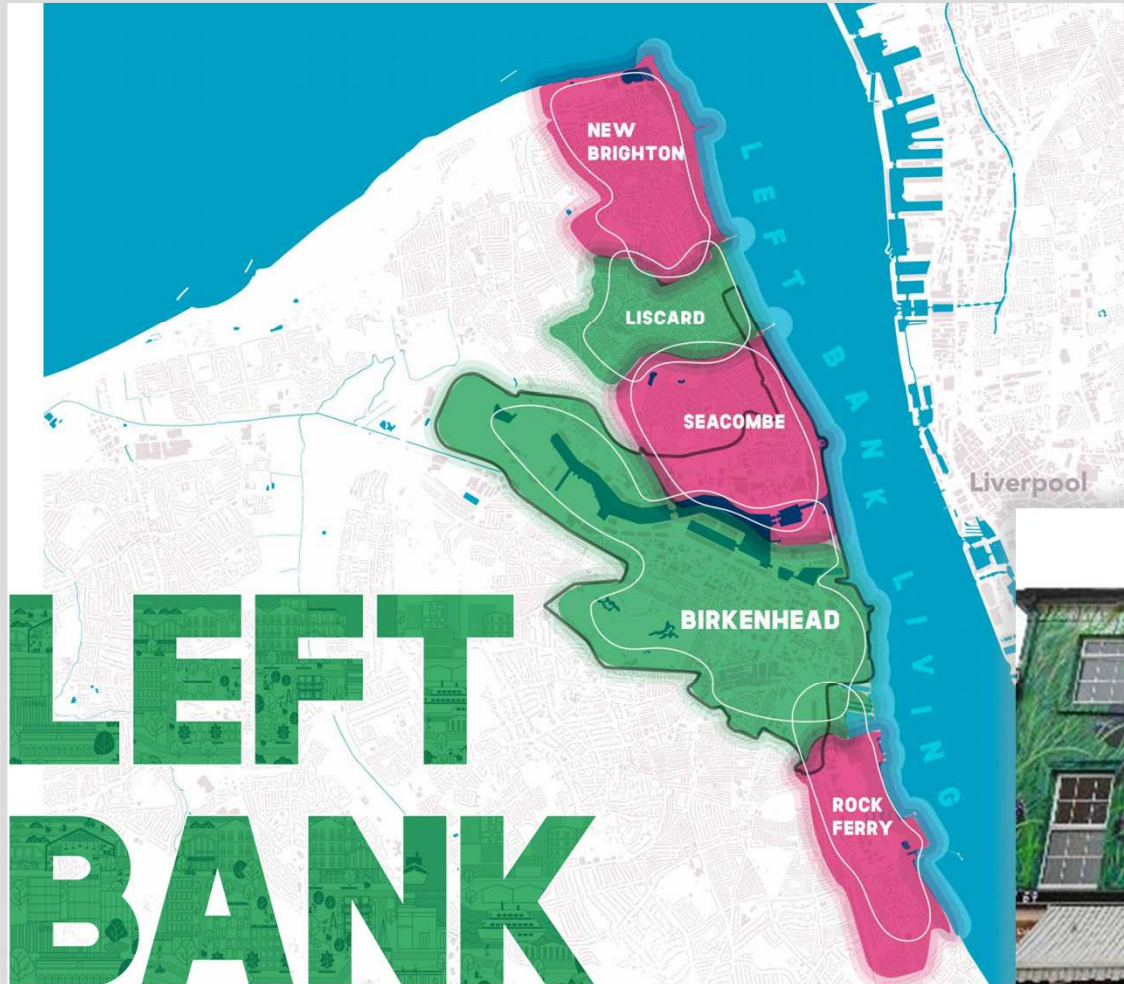 NEW
BRIGHTON
LISCARD
SEACOMBE
BIRKENHEAD
ROCK
FERRY
LEFT BANK LIVING
Liverpool
LEFT
BANK